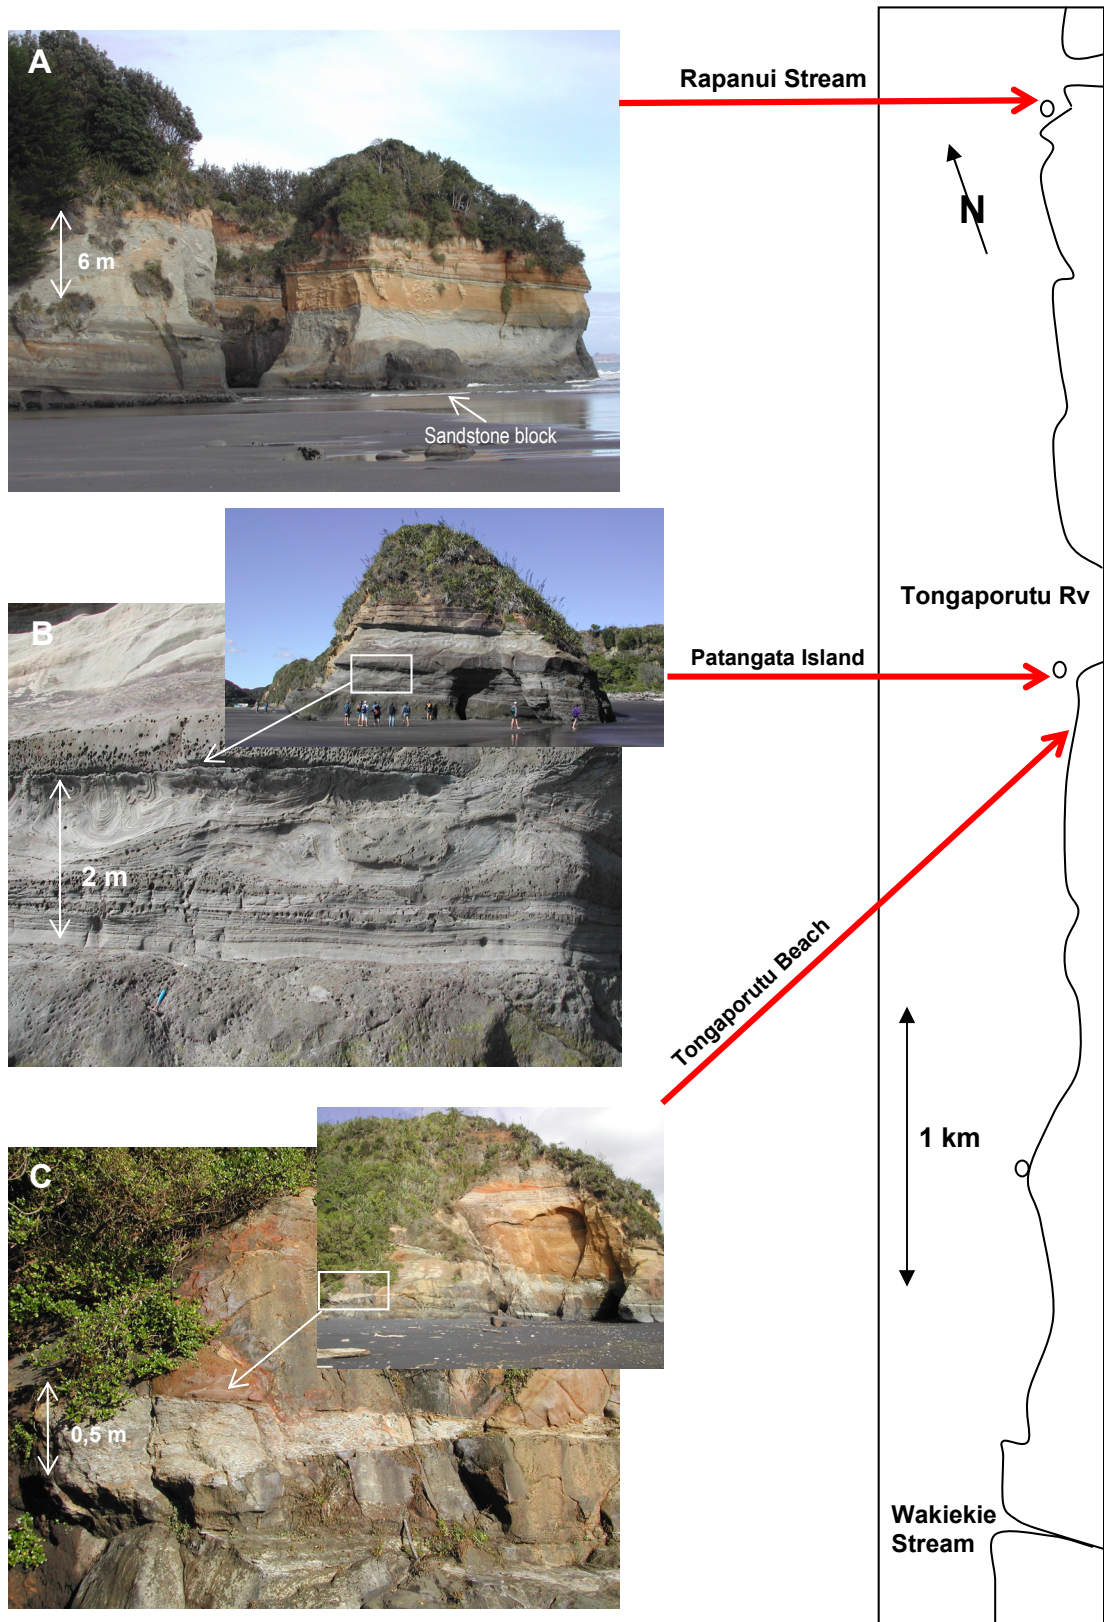 A
6 m
Sandstone block
Rapanui Stream
N
B
2 m
Tongaporutu Rv
Patangata Island
Tongaporutu Beach
1 km
C
0,5 m
Wakiekie
Stream